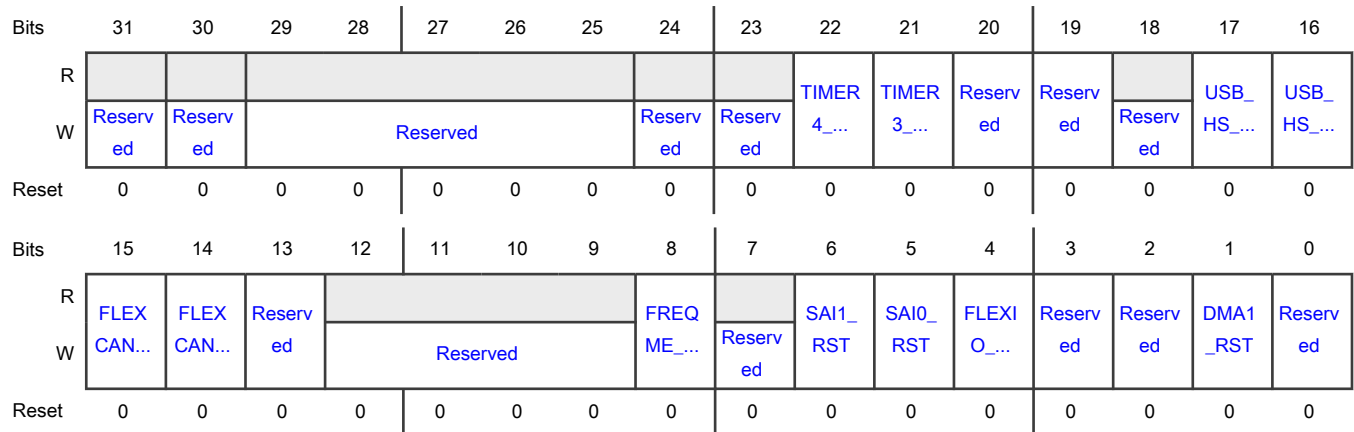 Bits 31 30 29 28 27 26 25 24 23 22 21 20 19 18 17 16
R
TIMER TIMER Reserv Reserv USB_ USB_
Reserv Reserv Reserved Reserv Reserv 4_... 3_... ed ed Reserv HS_... HS_...
W
ed ed ed ed ed
Reset 0 0 0 0 0 0 0 0 0 0 0 0 0 0 0 0
Bits 15 14 13 12 11 10 9 8 7 6 5 4 3 2 1 0
R
FLEX FLEX Reserv FREQ SAI1_ SAI0_ FLEXI Reserv Reserv DMA1 Reserv
W
CAN... CAN... ed Reserved ME_... Reserv RST RST O_... ed ed _RST ed
ed
Reset 0 0 0 0 0 0 0 0 0 0 0 0 0 0 0 0